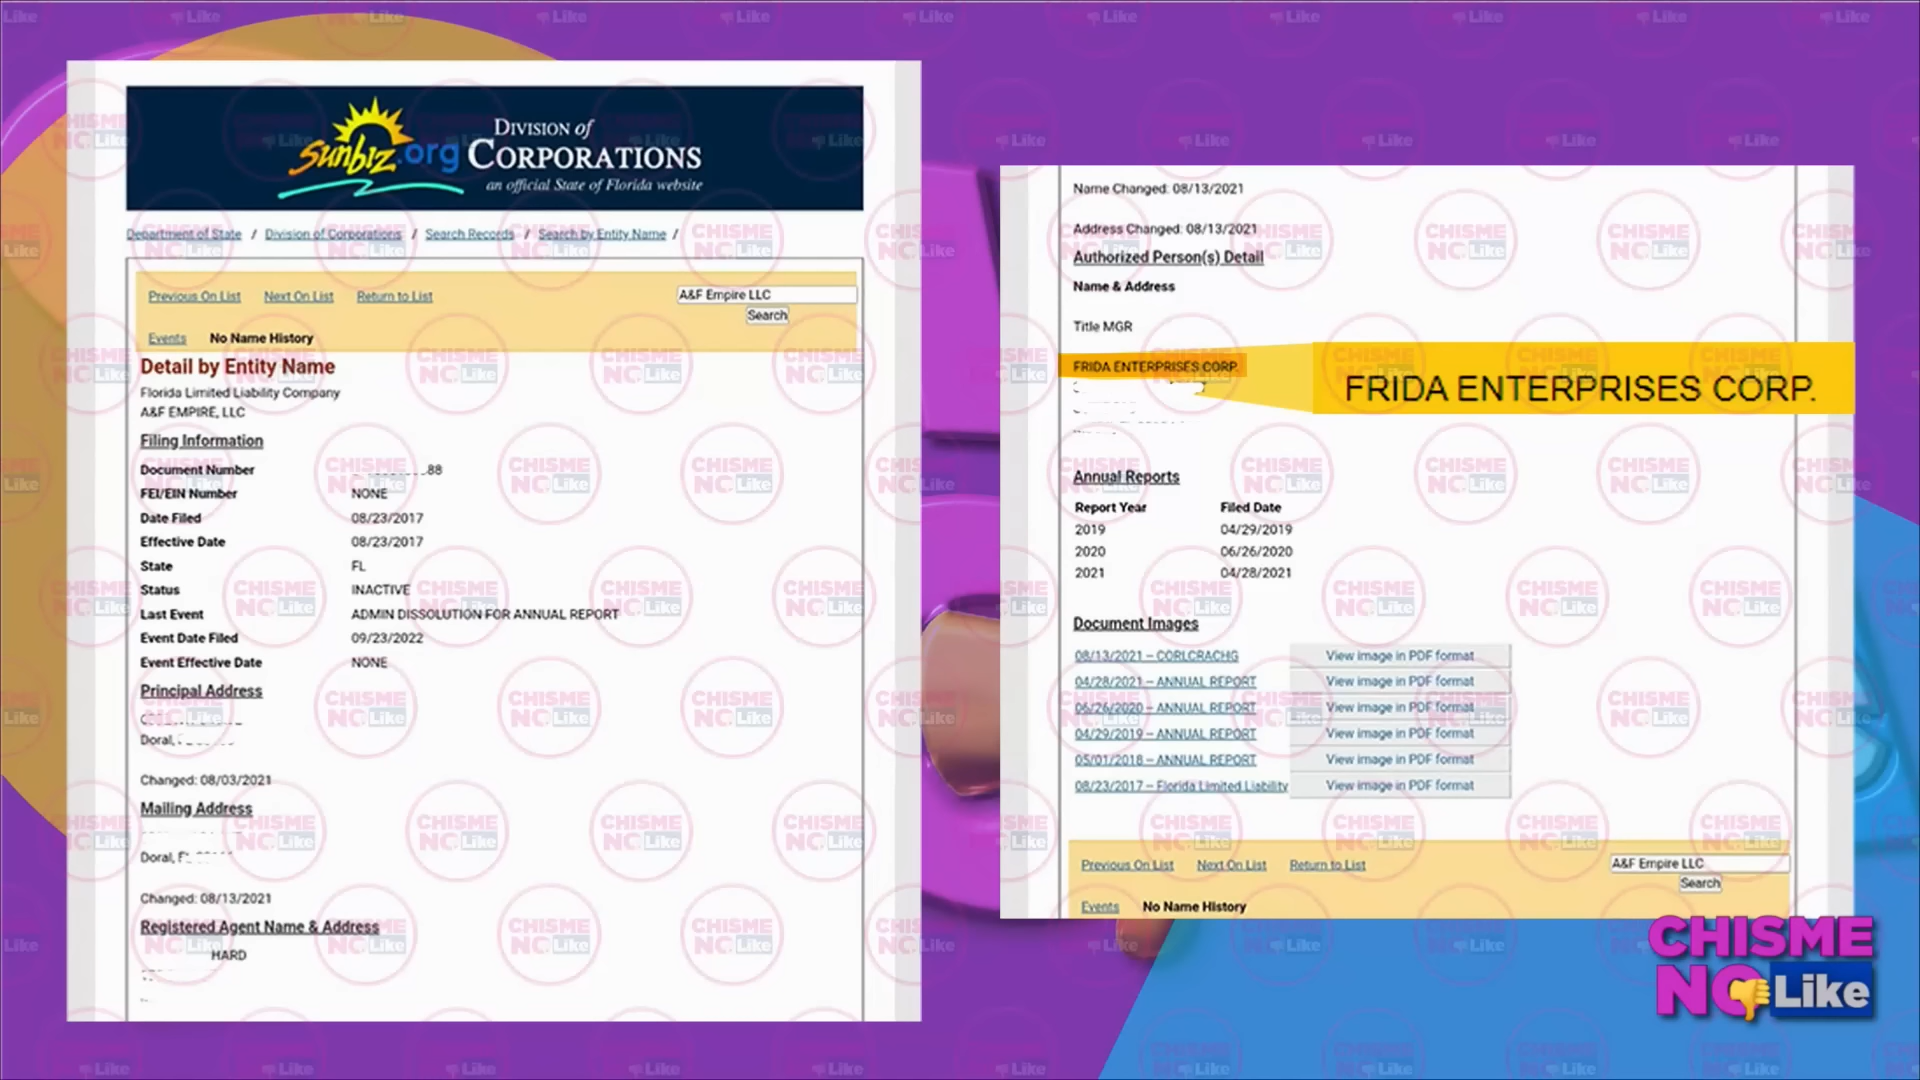 Sunbiz.org DIVISION of CORPORATIONS
an official State of Florida website
Department of State / Division of Corporations / Search Records / Search by Entity Name /
Previous On List Next On List Return to List A&F Empire LLC
Search
Events No Name History
Detail by Entity Name
Florida Limited Liability Company
A&F EMPIRE, LLC
Filing Information
Document Number 88
FEI/EIN Number NONE
Date Filed 08/23/2017
Effective Date 08/23/2017
State FL
Status INACTIVE
Last Event ADMIN DISSOLUTION FOR ANNUAL REPORT
Event Date Filed 09/23/2022
Event Effective Date NONE
Principal Address
Doral,
Changed: 08/03/2021
Mailing Address
Doral,
Changed: 08/13/2021
Registered Agent Name & Address
HARD
Name Changed: 08/13/2021
Address Changed: 08/13/2021
Authorized Person(s) Detail
Name & Address
Title MGR
FRIDA ENTERPRISES CORP.
FRIDA ENTERPRISES CORP.
Annual Reports
Report Year Filed Date
2019 04/29/2019
2020 06/26/2020
2021 04/28/2021
Document Images
08/13/2021 -- CORLCRACHG View image in PDF format
04/28/2021 -- ANNUAL REPORT View image in PDF format
06/26/2020 -- ANNUAL REPORT View image in PDF format
04/29/2019 -- ANNUAL REPORT View image in PDF format
05/01/2018 -- ANNUAL REPORT View image in PDF format
08/23/2017 -- Florida Limited Liability View image in PDF format
Previous On List Next On List Return to List A&F Empire LLC
Search
Events No Name History
CHISME
NO Like